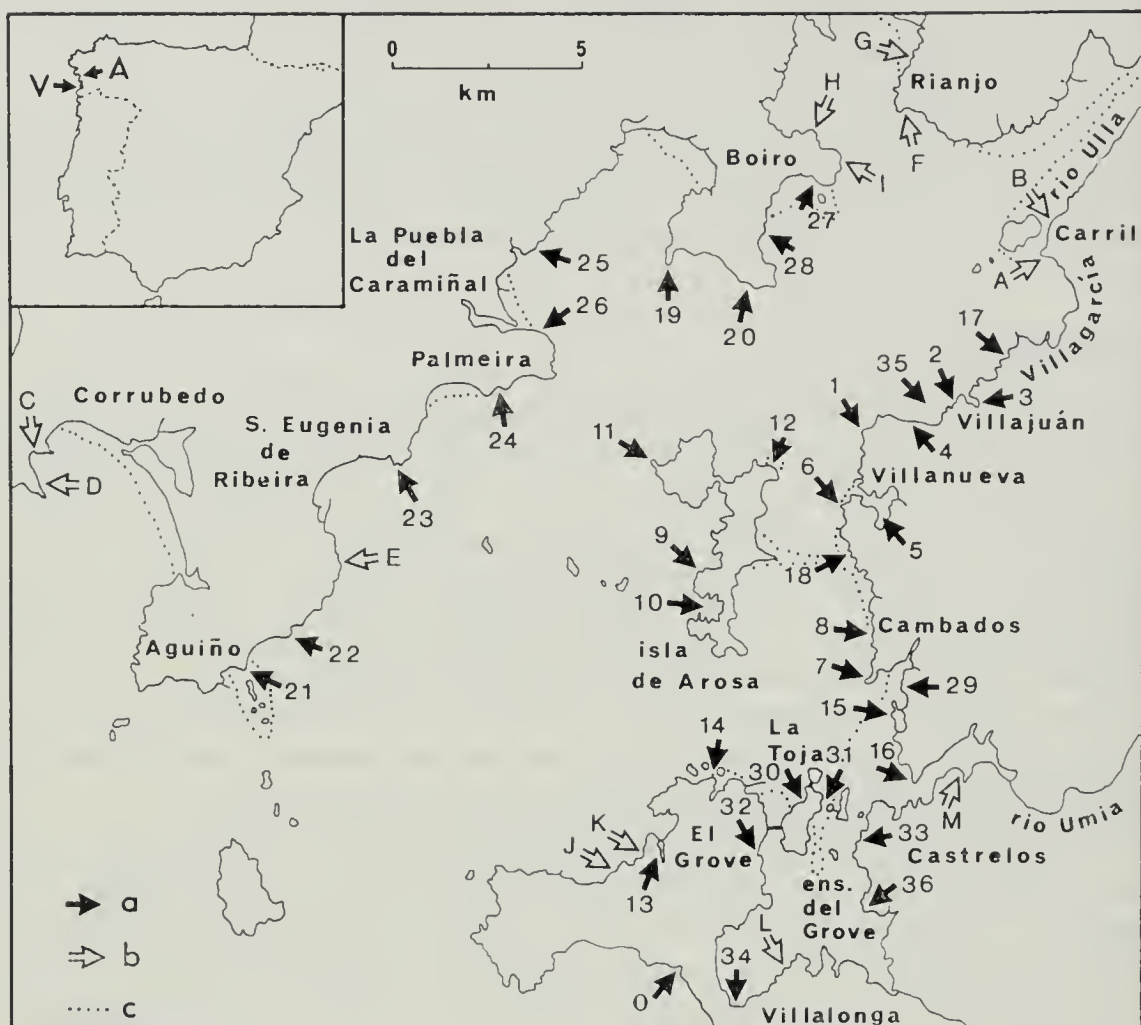 A
V
0 5
km
G
Rianjo
H
F
Boiro
I
27
B
rio Ulla
Carril
A
La Puebla
del
Caramiñal
25
28
26
19
20
17
Villagarcía
Palmeira
35
2
1
3
Villajuán
4
C
Corrubedo
24
S. Eugenia
de
Ribeira
D
11
12
6
Villanueva
23
5
E
9
18
10
8
Cambados
isla
de Arosa
7
29
Aguiño
22
21
15
14
La
Toja
31
30
16
32
M
rio Umia
K
J
El
Grove
33
Castrelos
13
ens.
del
Grove
36
a
L
b
34
0
c
Villalonga